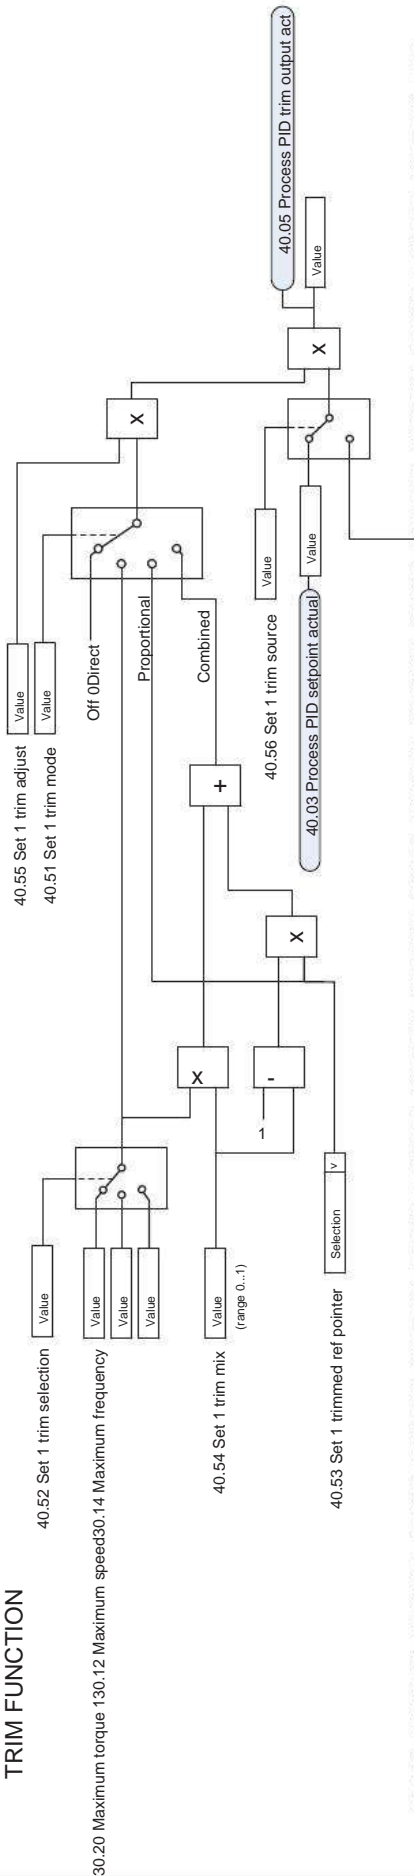 TRIM FUNCTION
40.55 Set 1 trim adjust
Value
40.51 Set 1 trim mode
Value
40.52 Set 1 trim selection
Value
30.20 Maximum torque 130.12 Maximum speed30.14 Maximum frequency
Value
Value
Value
Off 0Direct
Proportional
Combined
x
x
40.54 Set 1 trim mix
Value
(range 0...1)
1
-
+
x
40.53 Set 1 trimmed ref pointer
Selection
v
40.56 Set 1 trim source
Value
40.03 Process PID setpoint actual
Value
x
40.05 Process PID trim output act
Value